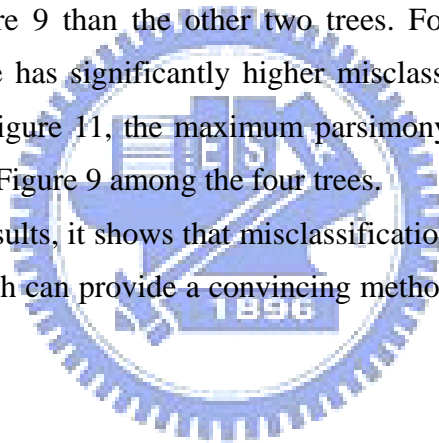 re 9 than the other two trees. Fo
e has significantly higher misclass
igure 11, the maximum parsimony
Figure 9 among the four trees.
sults, it shows that misclassification
h can provide a convincing metho
E S
1896